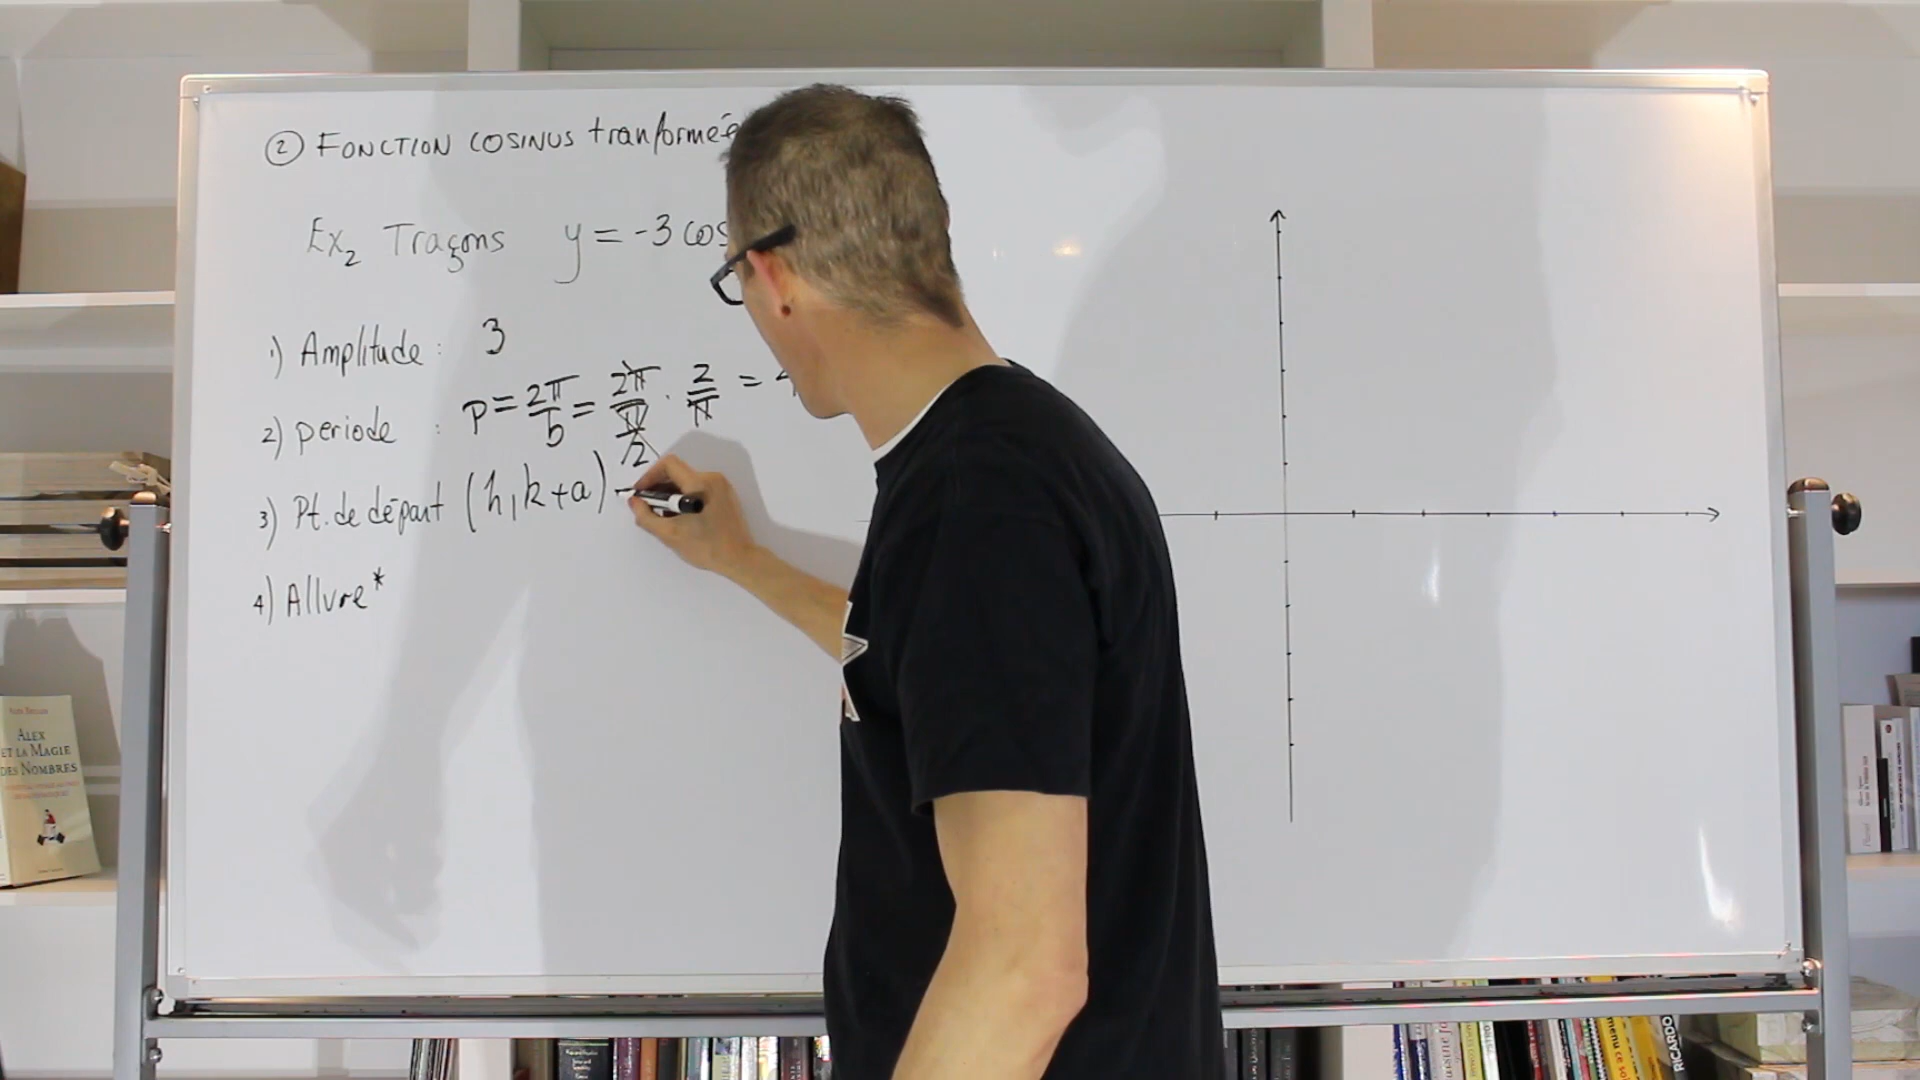 ② FONCTION COSINUS tranformée
Ex₂ Traçons y = -3 cos
1) Amplitude : 3
2) periode : P = 2π/b = 2π/(π/2) · 2/π = 4
3) Pt. de départ (h, k+a)
4) Allure*
ALEX
ET LA MAGIE
DES NOMBRES
RICARDO